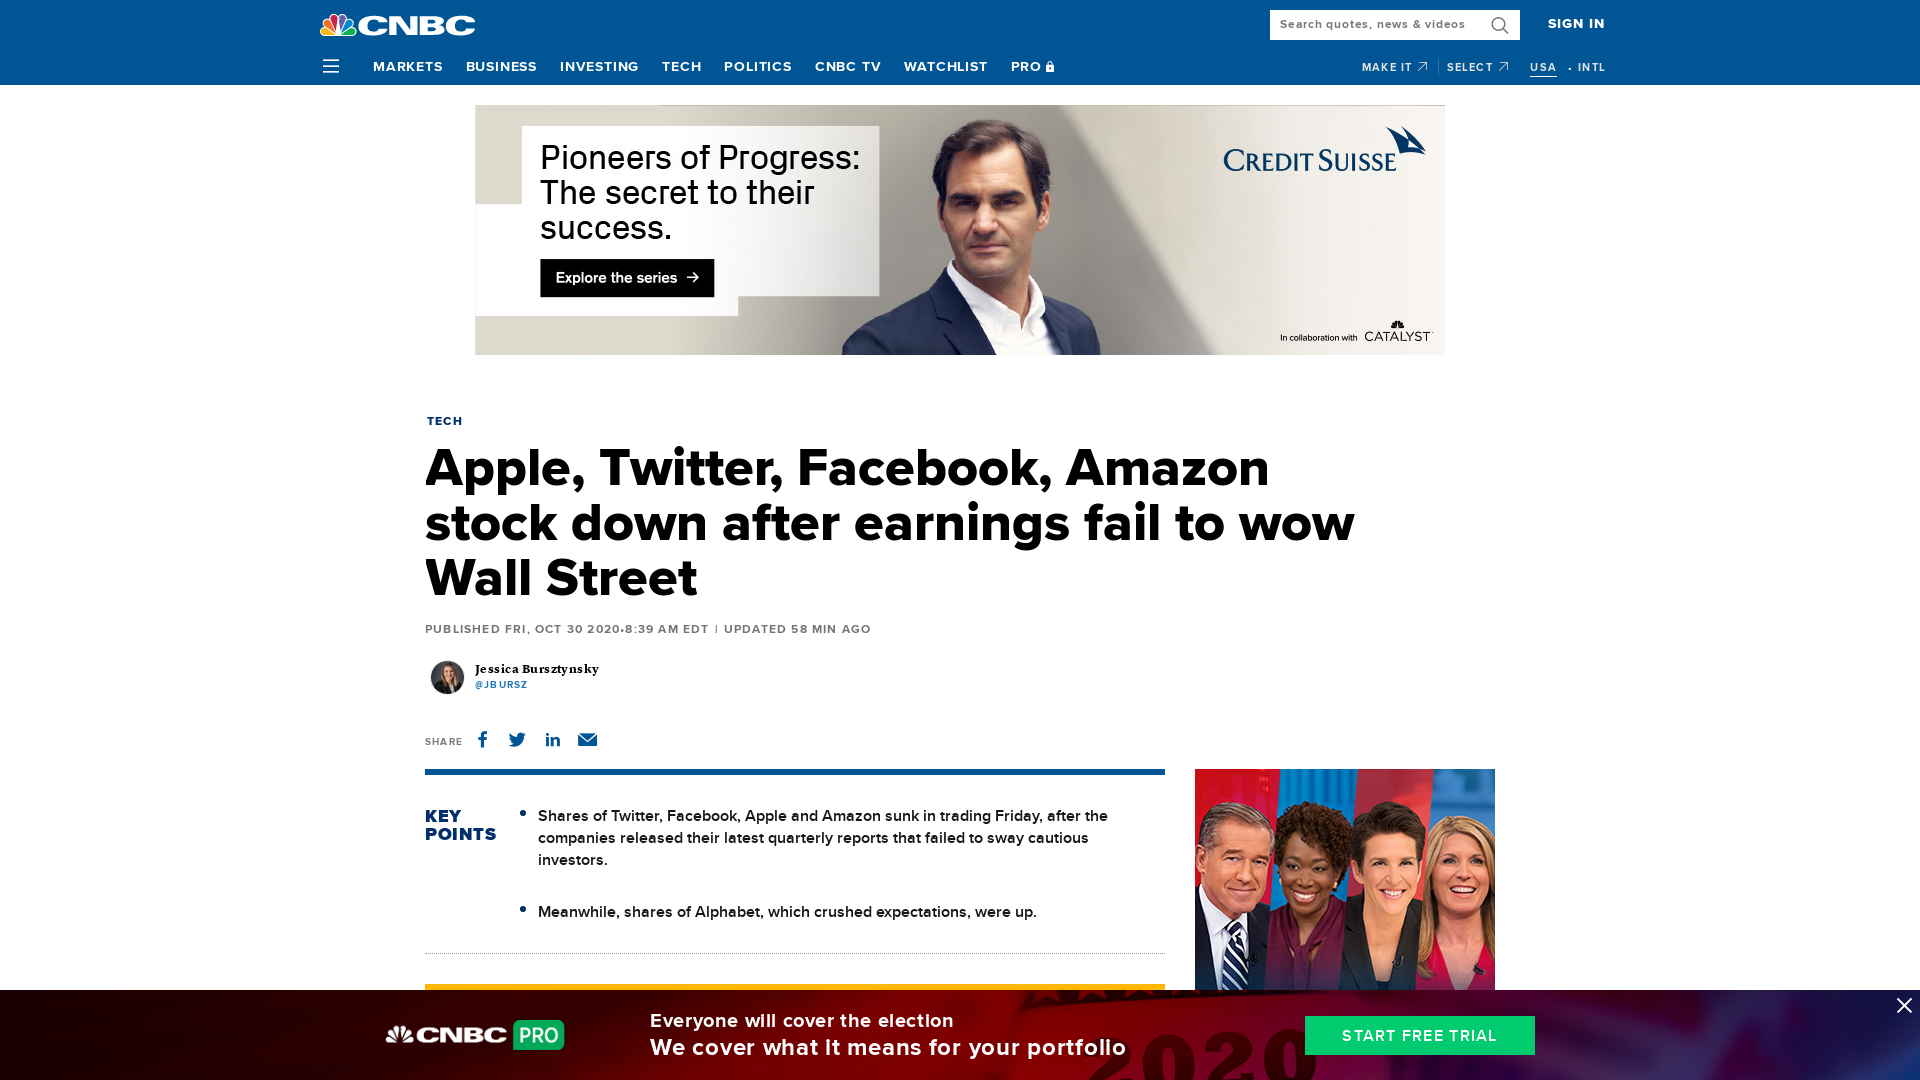 CNBC
Search quotes, news & videos
SIGN IN
MARKETS
BUSINESS
INVESTING
TECH
POLITICS
CNBC TV
WATCHLIST
PRO
MAKE IT
SELECT
USA • INTL
Pioneers of Progress:
The secret to their
success.
Explore the series →
CREDIT SUISSE
In collaboration with CATALYST
TECH
Apple, Twitter, Facebook, Amazon
stock down after earnings fail to wow
Wall Street
PUBLISHED FRI, OCT 30 2020•8:39 AM EDT | UPDATED 58 MIN AGO
Jessica Bursztynsky
@JBURSZ
SHARE
KEY
POINTS
• Shares of Twitter, Facebook, Apple and Amazon sunk in trading Friday, after the
companies released their latest quarterly reports that failed to sway cautious
investors.
• Meanwhile, shares of Alphabet, which crushed expectations, were up.
CNBC PRO
Everyone will cover the election
We cover what it means for your portfolio
2020
START FREE TRIAL